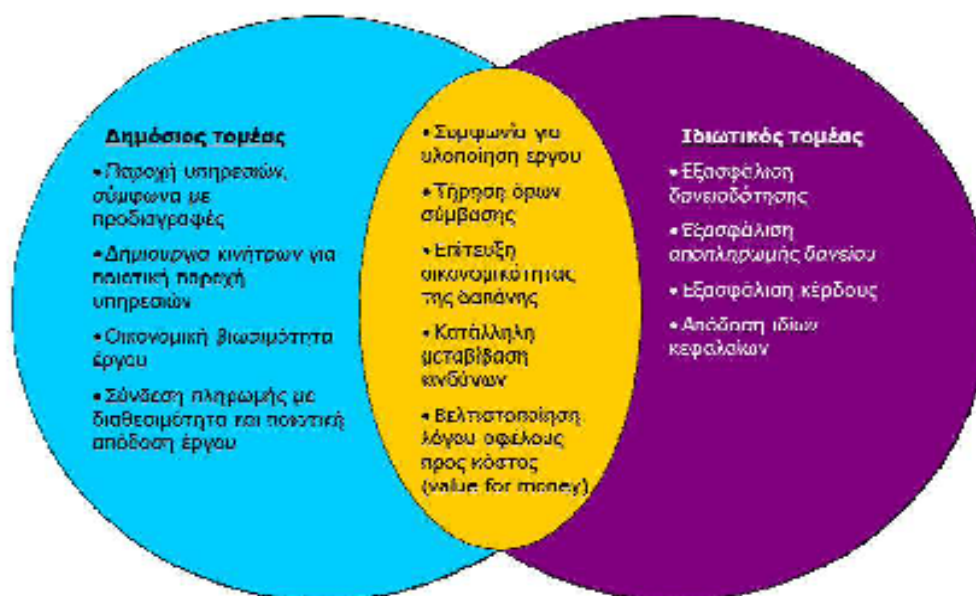 Δημόσιος τομέας
• Παροχή υπηρεσιών,
σύμφωνα με
προδιαγραφές
• Δημιουργία κινήτρων για
ποιοτική παροχή
υπηρεσιών
• Οικονομική βιωσιμότητα
έργου
• Σύνδεση πληρωμής με
διαθεσιμότητα και ποιοτική
απόδοση έργου
• Συμφωνία για
υλοποίηση έργου
• Τήρηση όρων
σύμβασης
• Επίτευξη
οικονομικότητας
της δαπάνης
• Κατάλληλη
μεταβίβαση
κινδύνων
• Βελτιστοποίηση
λόγου οφέλους
προς κόστος
(value for money)
Ιδιωτικός τομέας
• Εξασφάλιση
δανειοδότησης
• Εξασφάλιση
αποπληρωμής δανείου
• Εξασφάλιση κέρδους
• Απόδοση ιδίων
κεφαλαίων